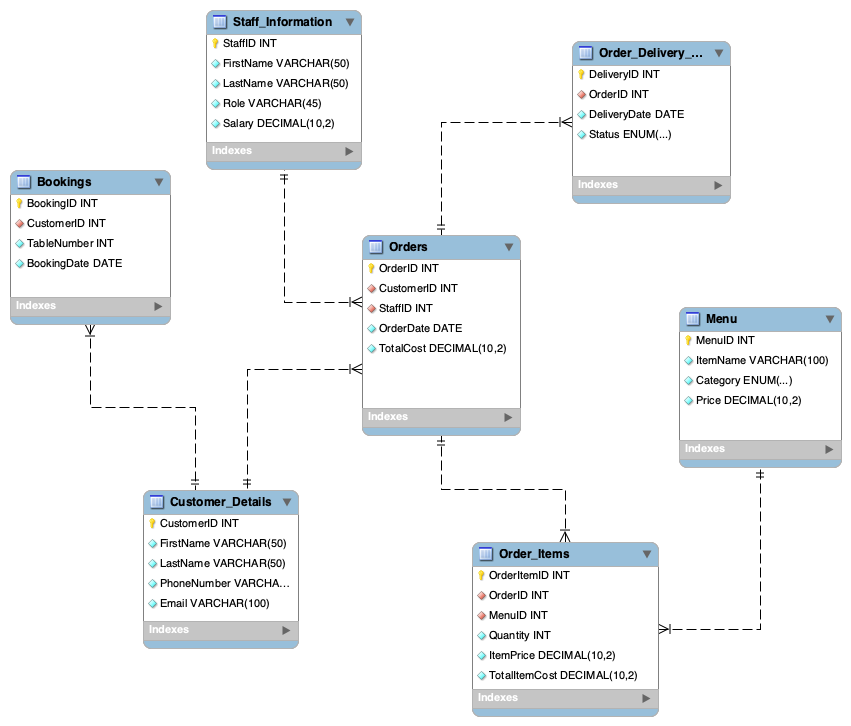 Staff_Information
StaffID INT
FirstName VARCHAR(50)
LastName VARCHAR(50)
Role VARCHAR(45)
Salary DECIMAL(10,2)
Indexes
Order_Delivery_...
DeliveryID INT
OrderID INT
DeliveryDate DATE
Status ENUM(...)
Indexes
Bookings
BookingID INT
CustomerID INT
TableNumber INT
BookingDate DATE
Indexes
Orders
OrderID INT
CustomerID INT
StaffID INT
OrderDate DATE
TotalCost DECIMAL(10,2)
Indexes
Menu
MenuID INT
ItemName VARCHAR(100)
Category ENUM(...)
Price DECIMAL(10,2)
Indexes
Customer_Details
CustomerID INT
FirstName VARCHAR(50)
LastName VARCHAR(50)
PhoneNumber VARCHA...
Email VARCHAR(100)
Indexes
Order_Items
OrderItemID INT
OrderID INT
MenuID INT
Quantity INT
ItemPrice DECIMAL(10,2)
TotalItemCost DECIMAL(10,2)
Indexes